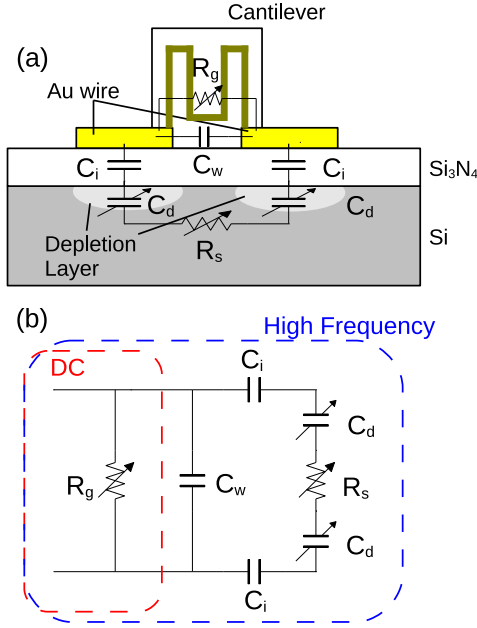 Cantilever
(a)
Rg
Au wire
Ci
Cw
Ci
Si3N4
Cd
Cd
Depletion
Layer
Rs
Si
(b)
High Frequency
DC
Ci
Cd
Rg
Cw
Rs
Cd
Ci